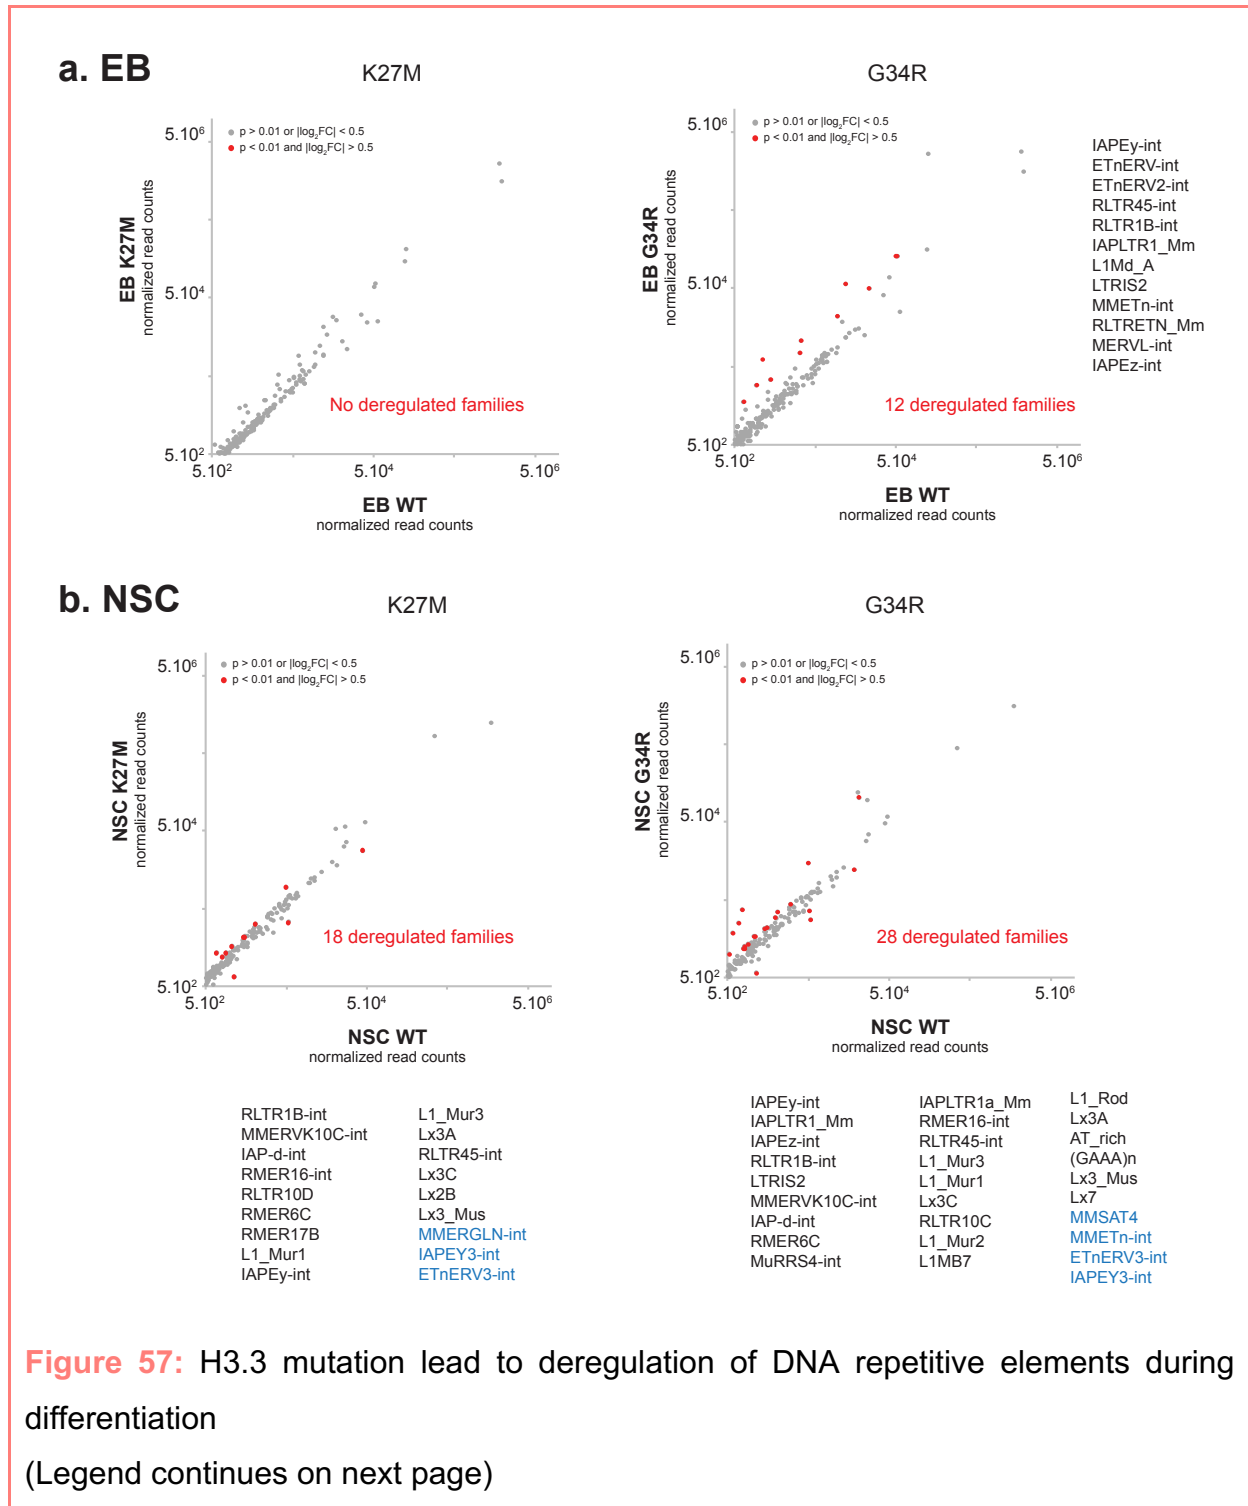 a. EB
K27M
5.10⁶
p > 0.01 or |log₂FC| < 0.5
p < 0.01 and |log₂FC| > 0.5
EB K27M
normalized read counts
5.10⁴
No deregulated families
5.10²
5.10² 5.10⁴ 5.10⁶
EB WT
normalized read counts
G34R
5.10⁶
p > 0.01 or |log₂FC| < 0.5
p < 0.01 and |log₂FC| > 0.5
EB G34R
normalized read counts
5.10⁴
12 deregulated families
5.10²
5.10² 5.10⁴ 5.10⁶
EB WT
normalized read counts
IAPEy-int
ETnERV-int
ETnERV2-int
RLTR45-int
RLTR1B-int
IAPLTR1_Mm
L1Md_A
LTRIS2
MMETn-int
RLTRETN_Mm
MERVL-int
IAPEz-int
b. NSC
K27M
5.10⁶
p > 0.01 or |log₂FC| < 0.5
p < 0.01 and |log₂FC| > 0.5
NSC K27M
normalized read counts
5.10⁴
18 deregulated families
5.10²
5.10² 5.10⁴ 5.10⁶
NSC WT
normalized read counts
RLTR1B-int
MMERVK10C-int
IAP-d-int
RMER16-int
RLTR10D
RMER6C
RMER17B
L1_Mur1
IAPEy-int
L1_Mur3
Lx3A
RLTR45-int
Lx3C
Lx2B
Lx3_Mus
MMERGLN-int
IAPEY3-int
ETnERV3-int
G34R
5.10⁶
p > 0.01 or |log₂FC| < 0.5
p < 0.01 and |log₂FC| > 0.5
NSC G34R
normalized read counts
5.10⁴
28 deregulated families
5.10²
5.10² 5.10⁴ 5.10⁶
NSC WT
normalized read counts
IAPEy-int
IAPLTR1_Mm
IAPEz-int
RLTR1B-int
LTRIS2
MMERVK10C-int
IAP-d-int
RMER6C
MuRRS4-int
IAPLTR1a_Mm
RMER16-int
RLTR45-int
L1_Mur3
L1_Mur1
Lx3C
RLTR10C
L1_Mur2
L1MB7
L1_Rod
Lx3A
AT_rich
(GAAA)n
Lx3_Mus
Lx7
MMSAT4
MMETn-int
ETnERV3-int
IAPEY3-int
Figure 57: H3.3 mutation lead to deregulation of DNA repetitive elements during
differentiation
(Legend continues on next page)